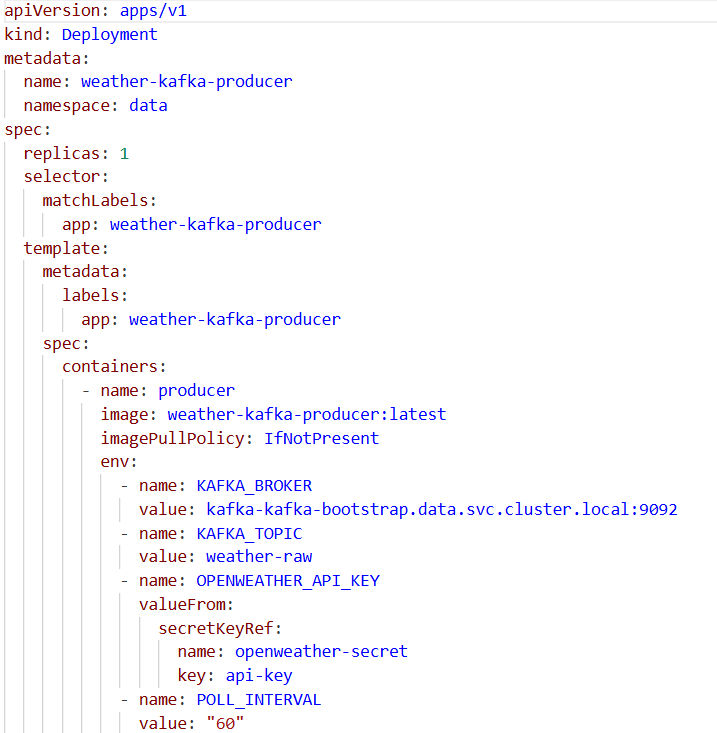 apiVersion: apps/v1
kind: Deployment
metadata:
  name: weather-kafka-producer
  namespace: data
spec:
  replicas: 1
  selector:
    matchLabels:
      app: weather-kafka-producer
  template:
    metadata:
      labels:
        app: weather-kafka-producer
    spec:
      containers:
        - name: producer
          image: weather-kafka-producer:latest
          imagePullPolicy: IfNotPresent
          env:
            - name: KAFKA_BROKER
              value: kafka-kafka-bootstrap.data.svc.cluster.local:9092
            - name: KAFKA_TOPIC
              value: weather-raw
            - name: OPENWEATHER_API_KEY
              valueFrom:
                secretKeyRef:
                  name: openweather-secret
                  key: api-key
            - name: POLL_INTERVAL
              value: "60"